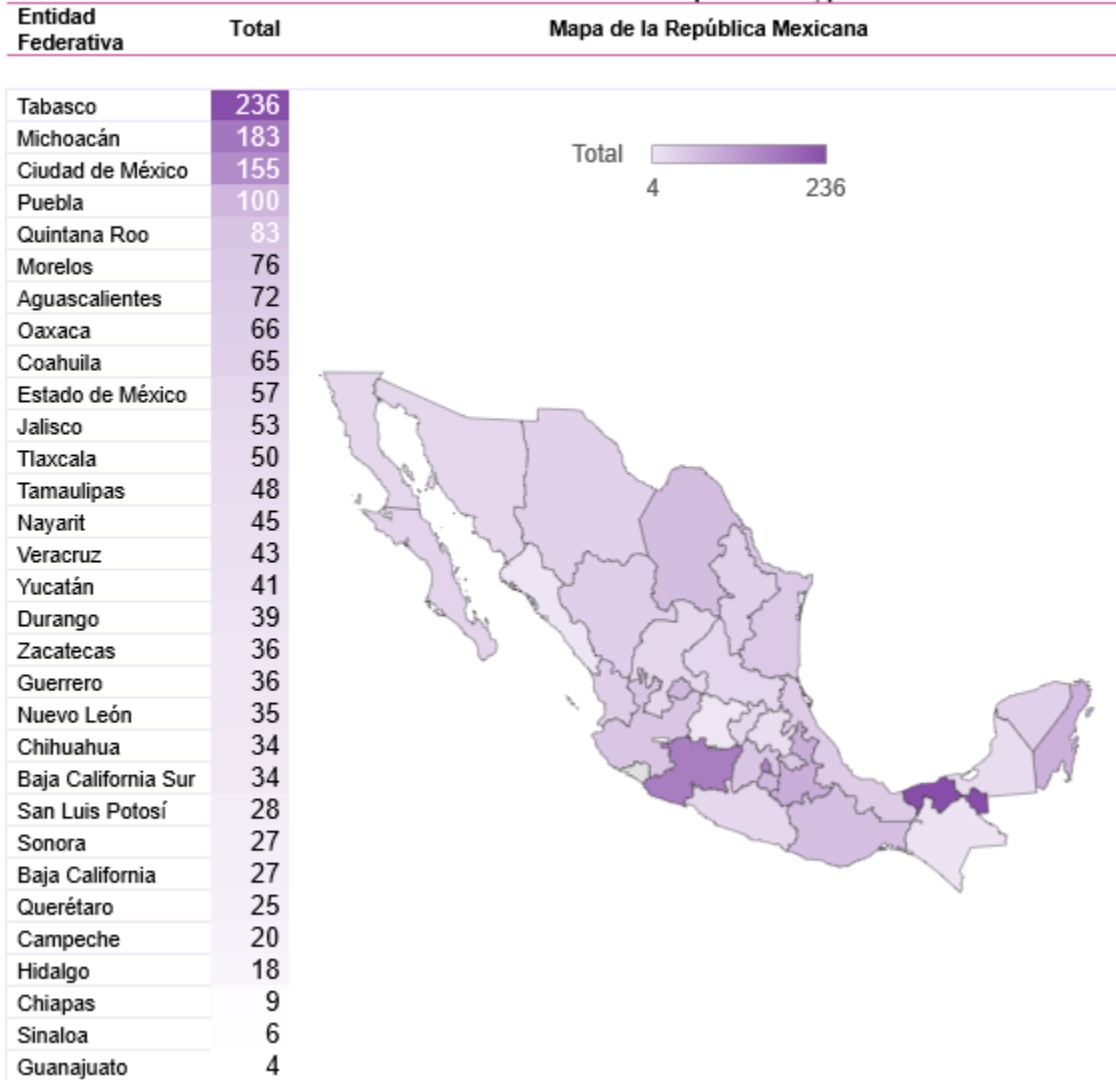 Entidad
Federativa
Total
Mapa de la República Mexicana
Tabasco 236
Michoacán 183
Ciudad de México 155
Puebla 100
Quintana Roo 83
Morelos 76
Aguascalientes 72
Oaxaca 66
Coahuila 65
Estado de México 57
Jalisco 53
Tlaxcala 50
Tamaulipas 48
Nayarit 45
Veracruz 43
Yucatán 41
Durango 39
Zacatecas 36
Guerrero 36
Nuevo León 35
Chihuahua 34
Baja California Sur 34
San Luis Potosí 28
Sonora 27
Baja California 27
Querétaro 25
Campeche 20
Hidalgo 18
Chiapas 9
Sinaloa 6
Guanajuato 4
Total
4 236